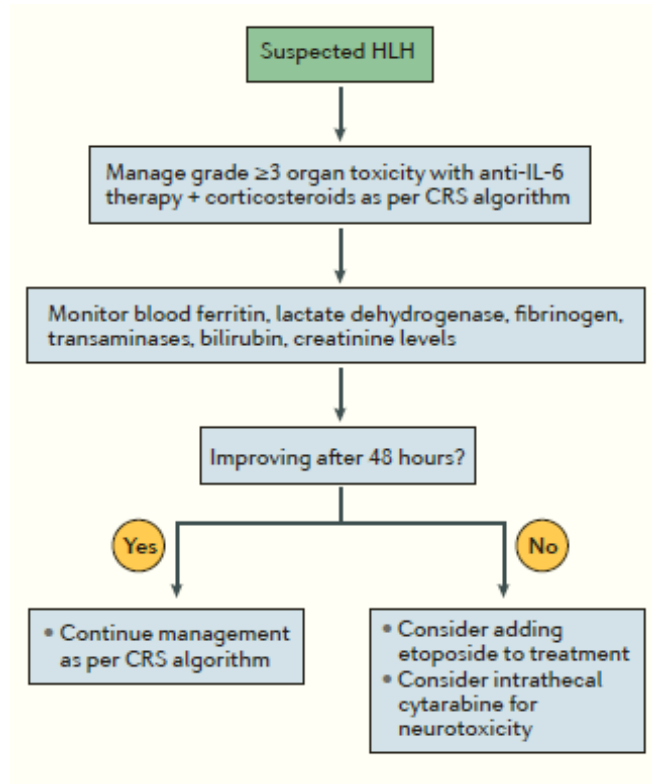 Suspected HLH
Manage grade ≥3 organ toxicity with anti-IL-6
therapy + corticosteroids as per CRS algorithm
Monitor blood ferritin, lactate dehydrogenase, fibrinogen,
transaminases, bilirubin, creatinine levels
Improving after 48 hours?
Yes
No
• Continue management
as per CRS algorithm
• Consider adding
etoposide to treatment
• Consider intrathecal
cytarabine for
neurotoxicity